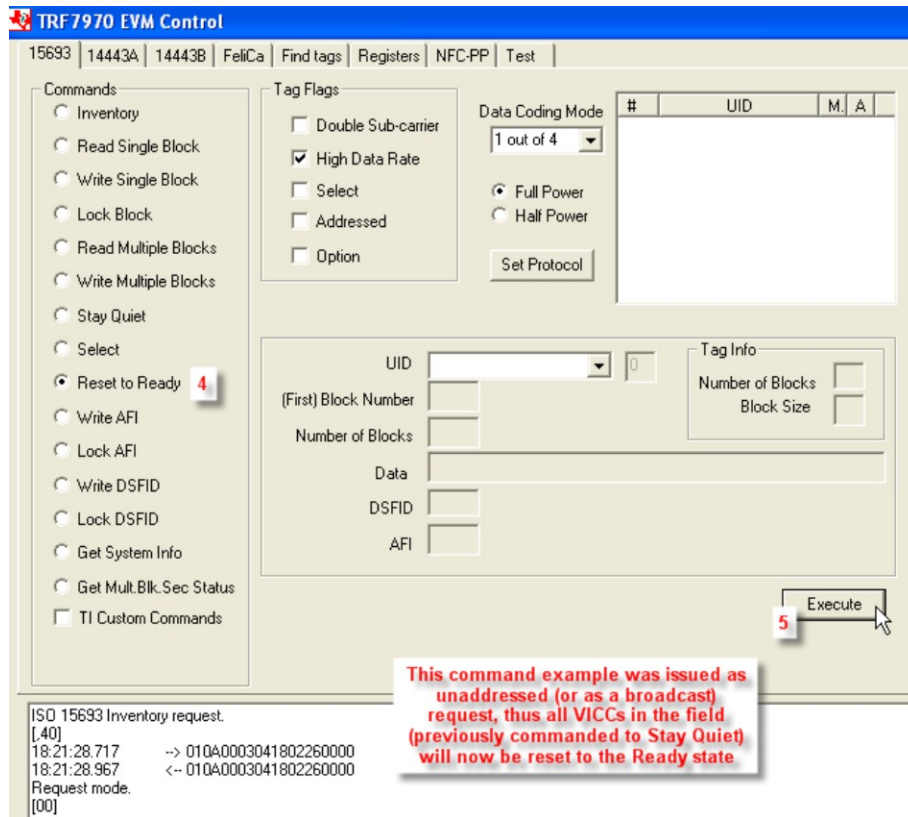 TRF7970 EVM Control
15693 14443A 14443B FeliCa Find tags Registers NFC-PP Test
Commands
Inventory
Read Single Block
Write Single Block
Lock Block
Read Multiple Blocks
Write Multiple Blocks
Stay Quiet
Select
Reset to Ready 4
Write AFI
Lock AFI
Write DSFID
Lock DSFID
Get System Info
Get Mult.Blk.Sec Status
TI Custom Commands
Tag Flags
Double Sub-carrier
High Data Rate
Select
Addressed
Option
Data Coding Mode
1 out of 4
Full Power
Half Power
Set Protocol
# UID M. A
UID 0
(First) Block Number
Number of Blocks
Data
DSFID
AFI
Tag Info
Number of Blocks
Block Size
Execute
5
This command example was issued as
unaddressed (or as a broadcast)
request, thus all VICCs in the field
(previously commanded to Stay Quiet)
will now be reset to the Ready state
ISO 15693 Inventory request.
[.40]
18:21:28.717 --> 010A0003041802260000
18:21:28.967 <-- 010A0003041802260000
Request mode.
[00]